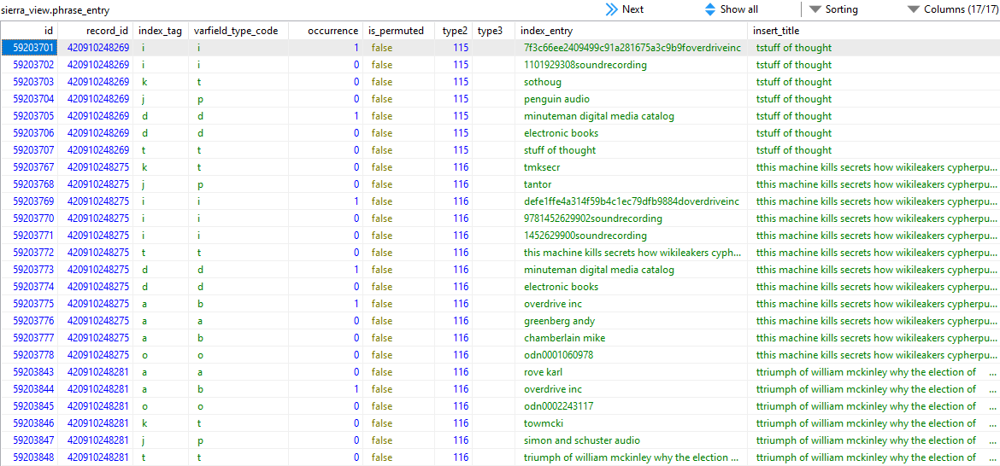 sierra_view.phrase_entry Next Show all Sorting Columns (17/17)
id record_id index_tag varfield_type_code occurrence is_permuted type2 type3 index_entry insert_title
59203701 420910248269 i i 1 false 115 7f3c66ee2409499c91a281675a3c9b9foverdriveinc tstuff of thought
59203702 420910248269 i i 0 false 115 1101929308soundrecording tstuff of thought
59203703 420910248269 k t 0 false 115 sothoug tstuff of thought
59203704 420910248269 j p 0 false 115 penguin audio tstuff of thought
59203705 420910248269 d d 1 false 115 minuteman digital media catalog tstuff of thought
59203706 420910248269 d d 0 false 115 electronic books tstuff of thought
59203707 420910248269 t t 0 false 115 stuff of thought tstuff of thought
59203767 420910248275 k t 0 false 116 tmksecr tthis machine kills secrets how wikileakers cypherpu...
59203768 420910248275 j p 0 false 116 tantor tthis machine kills secrets how wikileakers cypherpu...
59203769 420910248275 i i 1 false 116 defe1ffe4a314f59b4c1ec79dfb9884doverdriveinc tthis machine kills secrets how wikileakers cypherpu...
59203770 420910248275 i i 0 false 116 9781452629902soundrecording tthis machine kills secrets how wikileakers cypherpu...
59203771 420910248275 i i 0 false 116 1452629900soundrecording tthis machine kills secrets how wikileakers cypherpu...
59203772 420910248275 t t 0 false 116 this machine kills secrets how wikileakers cyph... tthis machine kills secrets how wikileakers cypherpu...
59203773 420910248275 d d 1 false 116 minuteman digital media catalog tthis machine kills secrets how wikileakers cypherpu...
59203774 420910248275 d d 0 false 116 electronic books tthis machine kills secrets how wikileakers cypherpu...
59203775 420910248275 a b 1 false 116 overdrive inc tthis machine kills secrets how wikileakers cypherpu...
59203776 420910248275 a a 0 false 116 greenberg andy tthis machine kills secrets how wikileakers cypherpu...
59203777 420910248275 a b 0 false 116 chamberlain mike tthis machine kills secrets how wikileakers cypherpu...
59203778 420910248275 o o 0 false 116 odn0001060978 tthis machine kills secrets how wikileakers cypherpu...
59203843 420910248281 a a 0 false 116 rove karl ttriumph of william mckinley why the election of ...
59203844 420910248281 a b 1 false 116 overdrive inc ttriumph of william mckinley why the election of ...
59203845 420910248281 o o 0 false 116 odn0002243117 ttriumph of william mckinley why the election of ...
59203846 420910248281 k t 0 false 116 towmcki ttriumph of william mckinley why the election of ...
59203847 420910248281 j p 0 false 116 simon and schuster audio ttriumph of william mckinley why the election of ...
59203848 420910248281 t t 0 false 116 triumph of william mckinley why the election ... ttriumph of william mckinley why the election of ...